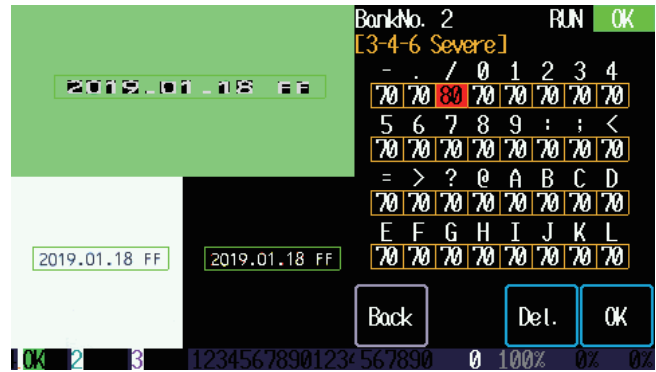 BankNo. 2 RUN OK
[3-4-6 Severe]
- . / 0 1 2 3 4
70 70 80 70 70 70 70 70
5 6 7 8 9 : ; <
70 70 70 70 70 70 70 70
= > ? @ A B C D
70 70 70 70 70 70 70 70
E F G H I J K L
70 70 70 70 70 70 70 70
Back Del. OK
2019.01.18 FF
2019.01.18 FF
2019.01.18 FF
OK 2 3 12345678901234567890 0 100% 0% 0%